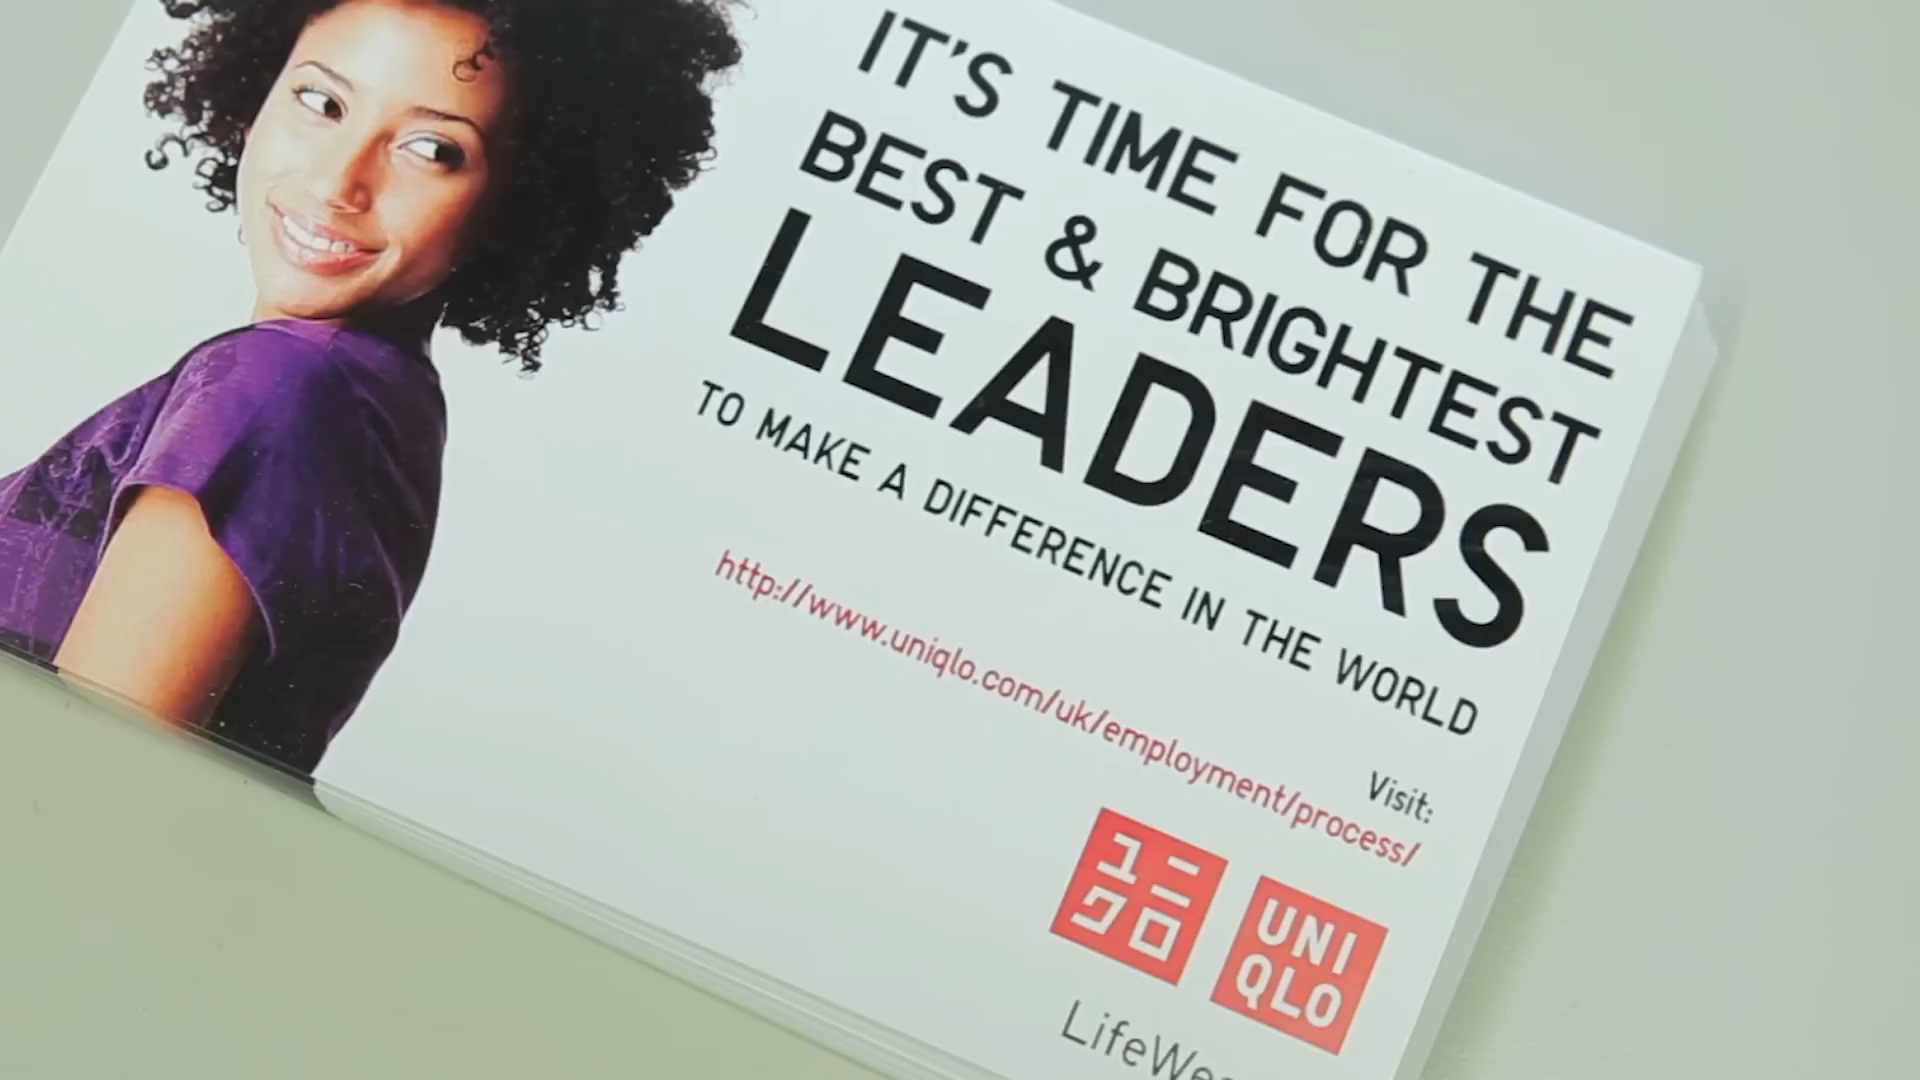 IT'S TIME FOR THE
BEST & BRIGHTEST
LEADERS
TO MAKE A DIFFERENCE IN THE WORLD
Visit:
http://www.uniqlo.com/uk/employment/process/
ユニ
クロ
UNI
QLO